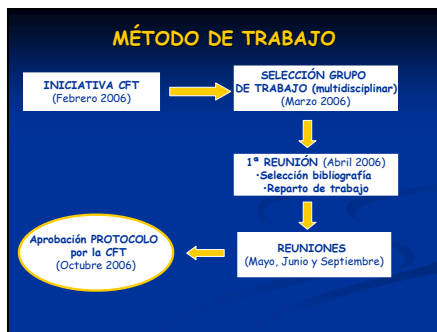 MÉTODO DE TRABAJO
INICIATIVA CFT
(Febrero 2006)
SELECCIÓN GRUPO
DE TRABAJO (multidisciplinar)
(Marzo 2006)
1ª REUNIÓN (Abril 2006)
•Selección bibliografía
•Reparto de trabajo
REUNIONES
(Mayo, Junio y Septiembre)
Aprobación PROTOCOLO
por la CFT
(Octubre 2006)